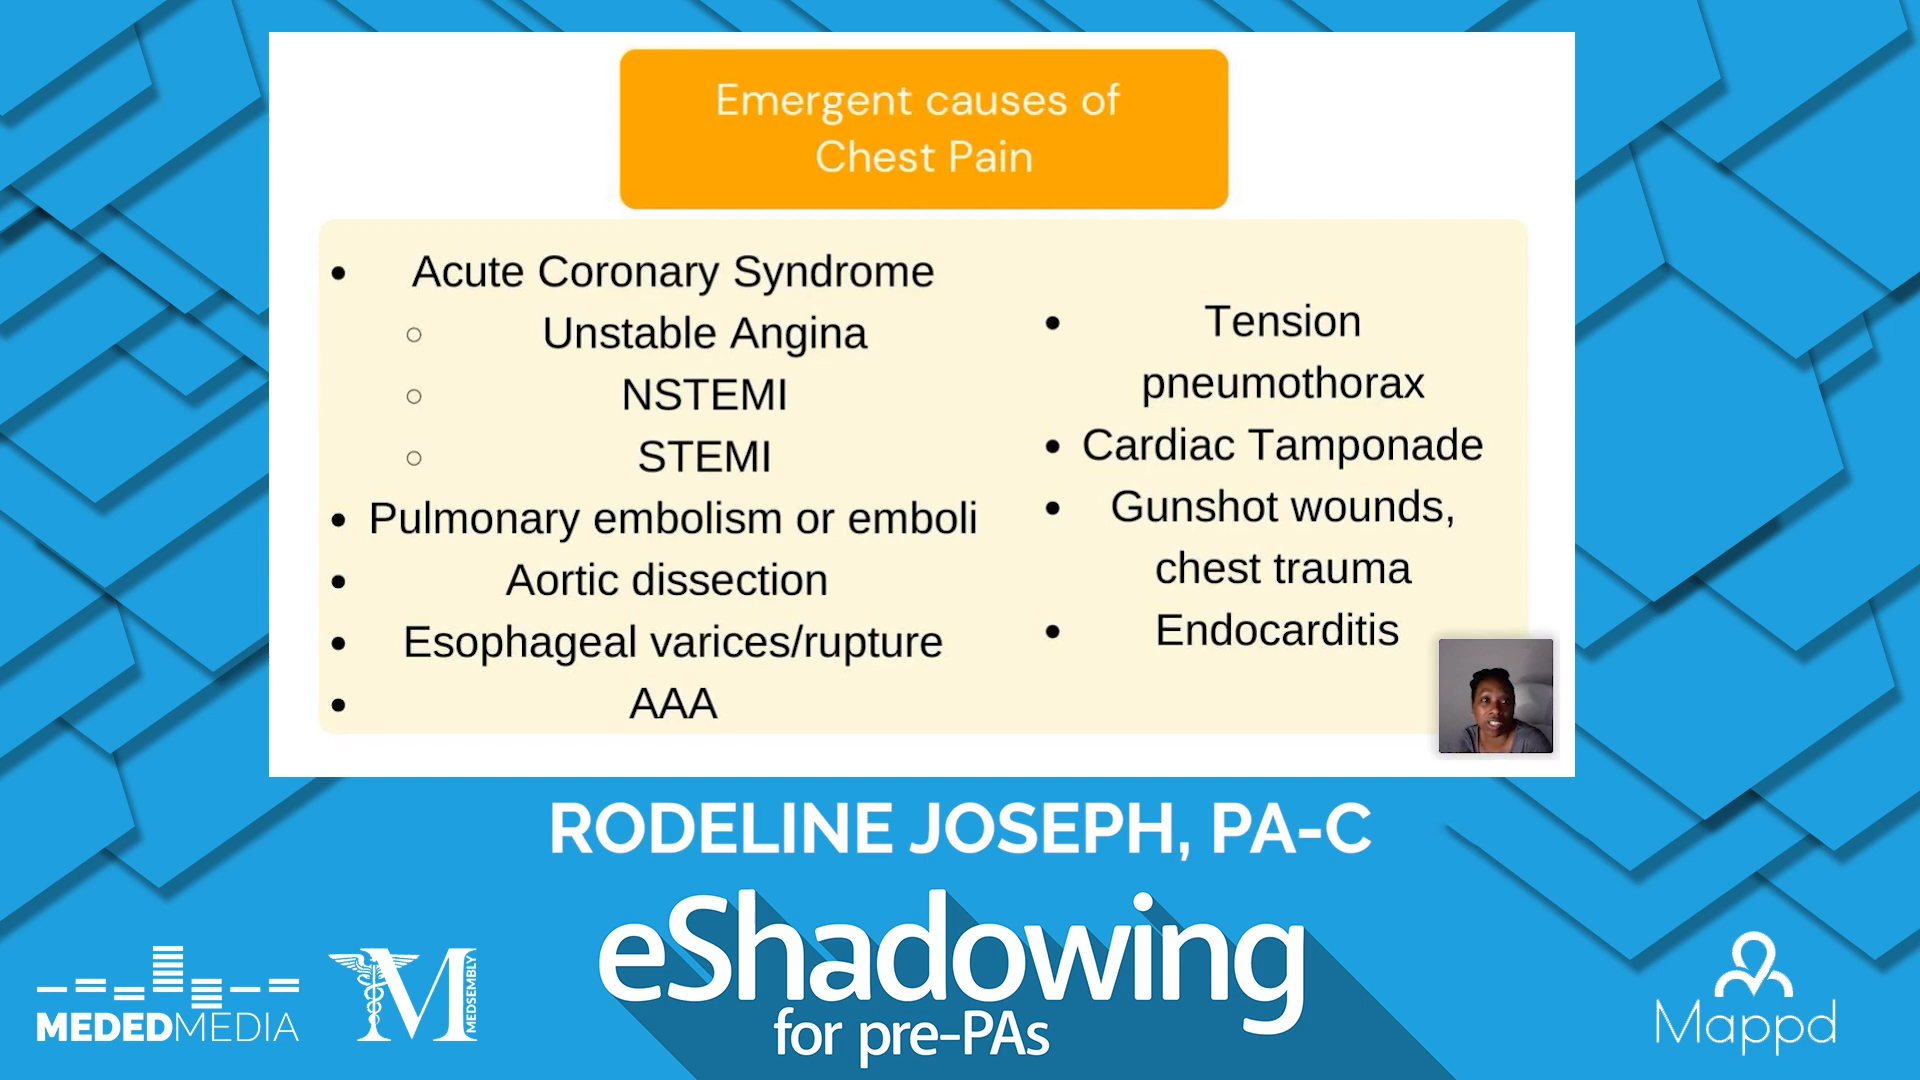 Emergent causes of
Chest Pain
• Acute Coronary Syndrome
○ Unstable Angina
○ NSTEMI
○ STEMI
• Pulmonary embolism or emboli
• Aortic dissection
• Esophageal varices/rupture
• AAA
• Tension
pneumothorax
• Cardiac Tamponade
• Gunshot wounds,
chest trauma
• Endocarditis
RODELINE JOSEPH, PA-C
eShadowing
for pre-PAs
MEDEDMEDIA
M
MEDSEMBLY
Mappd